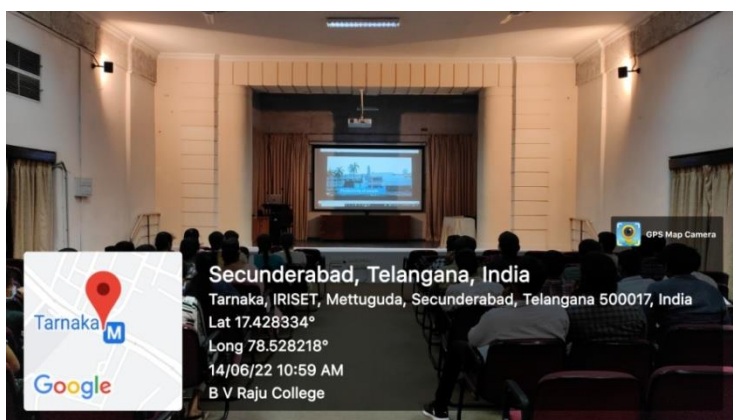 GPS Map Camera
Secunderabad, Telangana, India
Tarnaka, IRISET, Mettuguda, Secunderabad, Telangana 500017, India
Lat 17.428334°
Long 78.528218°
14/06/22 10:59 AM
B V Raju College
Tarnaka
M
Google